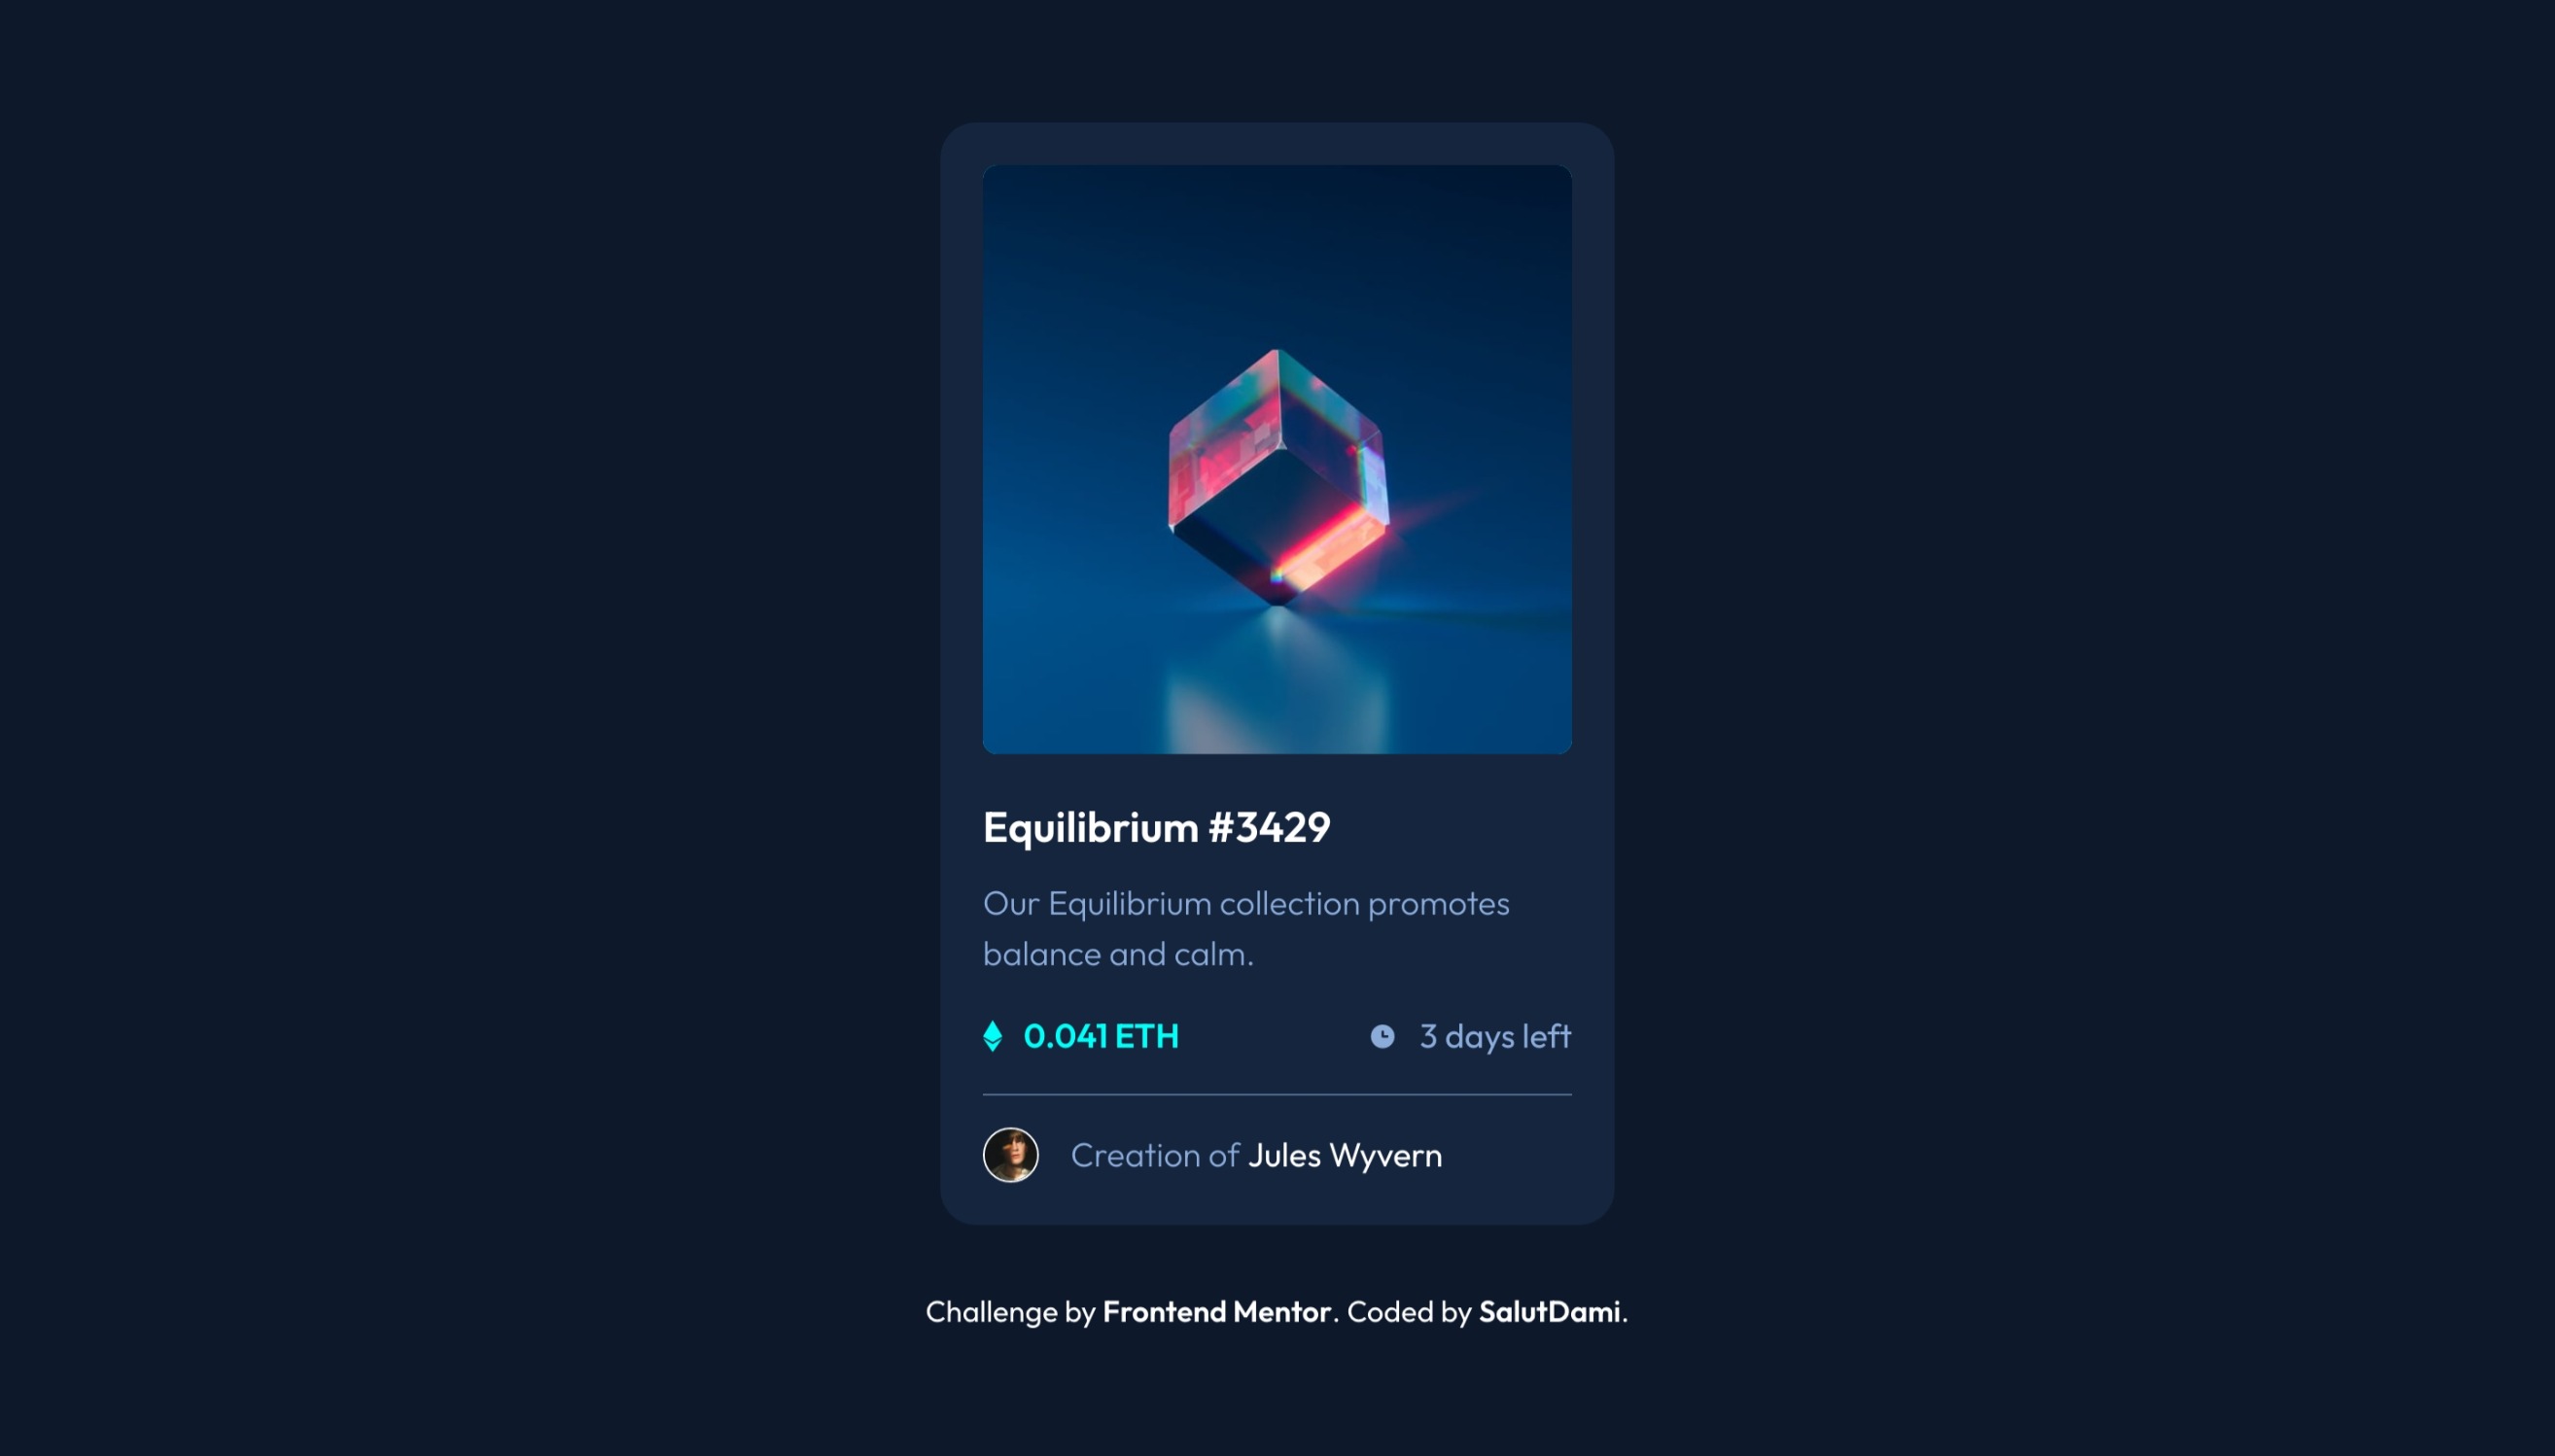 Equilibrium #3429
Our Equilibrium collection promotes
balance and calm.
0.041 ETH
3 days left
Creation of Jules Wyvern
Challenge by Frontend Mentor. Coded by SalutDami.